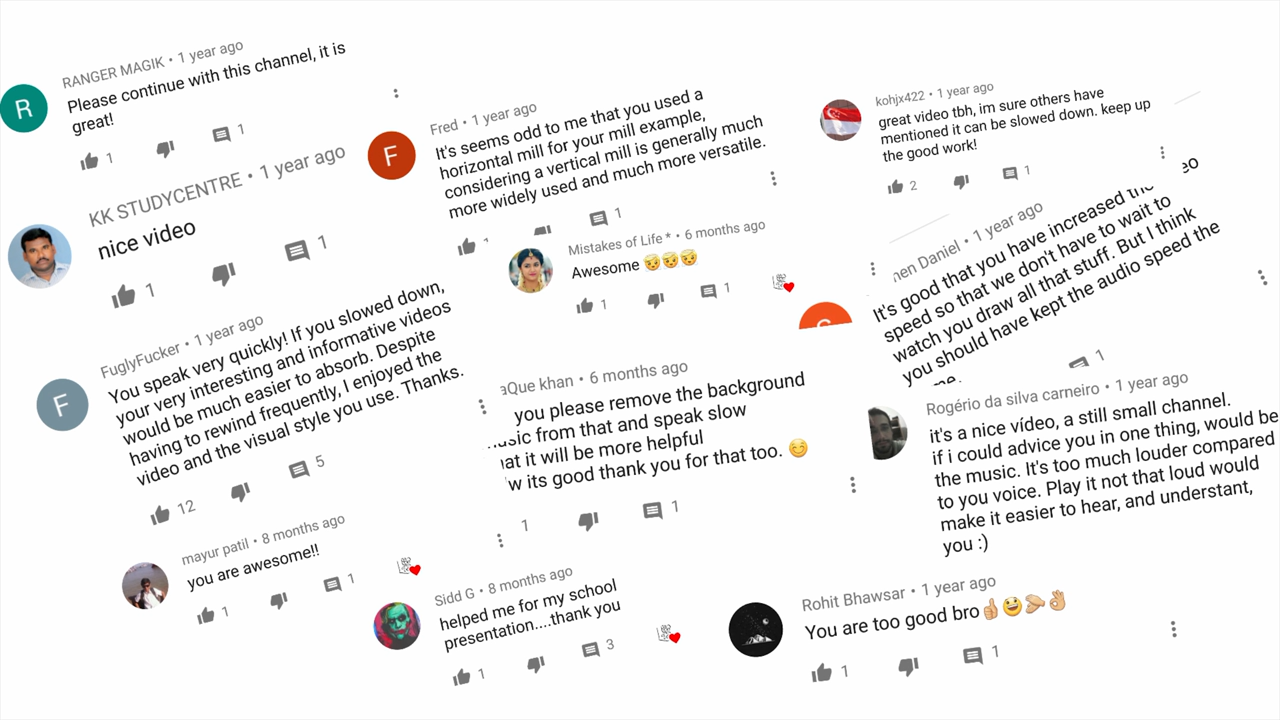 RANGER MAGIK • 1 year ago
Please continue with this channel, it is
great!
1
1
KK STUDYCENTRE • 1 year ago
nice video
1
1
FuglyFucker • 1 year ago
You speak very quickly! If you slowed down,
your very interesting and informative videos
would be much easier to absorb. Despite
having to rewind frequently, I enjoyed the
video and the visual style you use. Thanks.
12
5
mayur patil • 8 months ago
you are awesome!!
1
1
Fred • 1 year ago
It's seems odd to me that you used a
horizontal mill for your mill example,
considering a vertical mill is generally much
more widely used and much more versatile.
1
Mistakes of Life * • 6 months ago
Awesome 😇😇😇
1
1
khan • 6 months ago
you please remove the background
from that and speak slow
it will be more helpful
its good thank you for that too. 😊
1
1
Sidd G • 8 months ago
helped me for my school
presentation....thank you
1
3
kohjx422 • 1 year ago
great video tbh, im sure others have
mentioned it can be slowed down. keep up
the good work!
2
1
Daniel • 1 year ago
It's good that you have increased the
speed so that we don't have to wait to
watch you draw all that stuff. But I think
you should have kept the audio speed the
1
Rogério da silva carneiro • 1 year ago
it's a nice vídeo, a still small channel.
if i could advice you in one thing, would be
the music. It's too much louder compared
to you voice. Play it not that loud would
make it easier to hear, and understant,
you :)
Rohit Bhawsar • 1 year ago
You are too good bro👍😃🫴👌
1
1
R
F
F